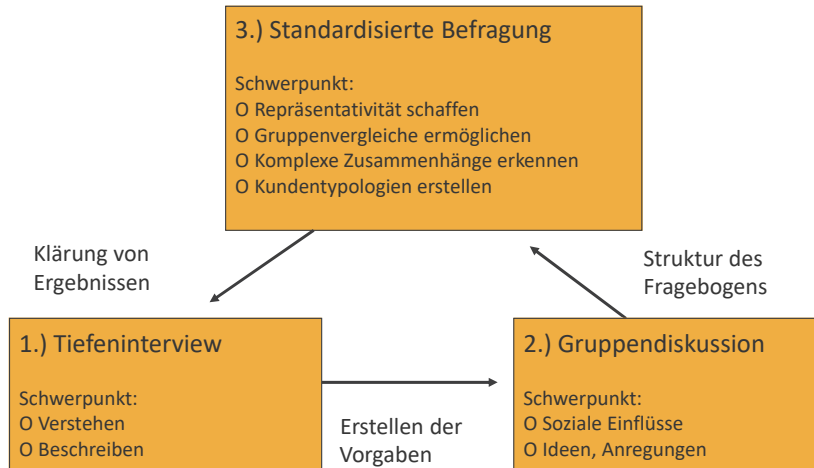 3.) Standardisierte Befragung
Schwerpunkt:
O Repräsentativität schaffen
O Gruppenvergleiche ermöglichen
O Komplexe Zusammenhänge erkennen
O Kundentypologien erstellen
Klärung von
Ergebnissen
Struktur des
Fragebogens
1.) Tiefeninterview
Schwerpunkt:
O Verstehen
O Beschreiben
Erstellen der
Vorgaben
2.) Gruppendiskussion
Schwerpunkt:
O Soziale Einflüsse
O Ideen, Anregungen